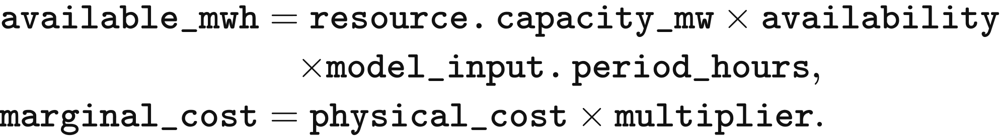 available_mwh = resource.capacity_mw × availability
×model_input.period_hours,
marginal_cost = physical_cost × multiplier.